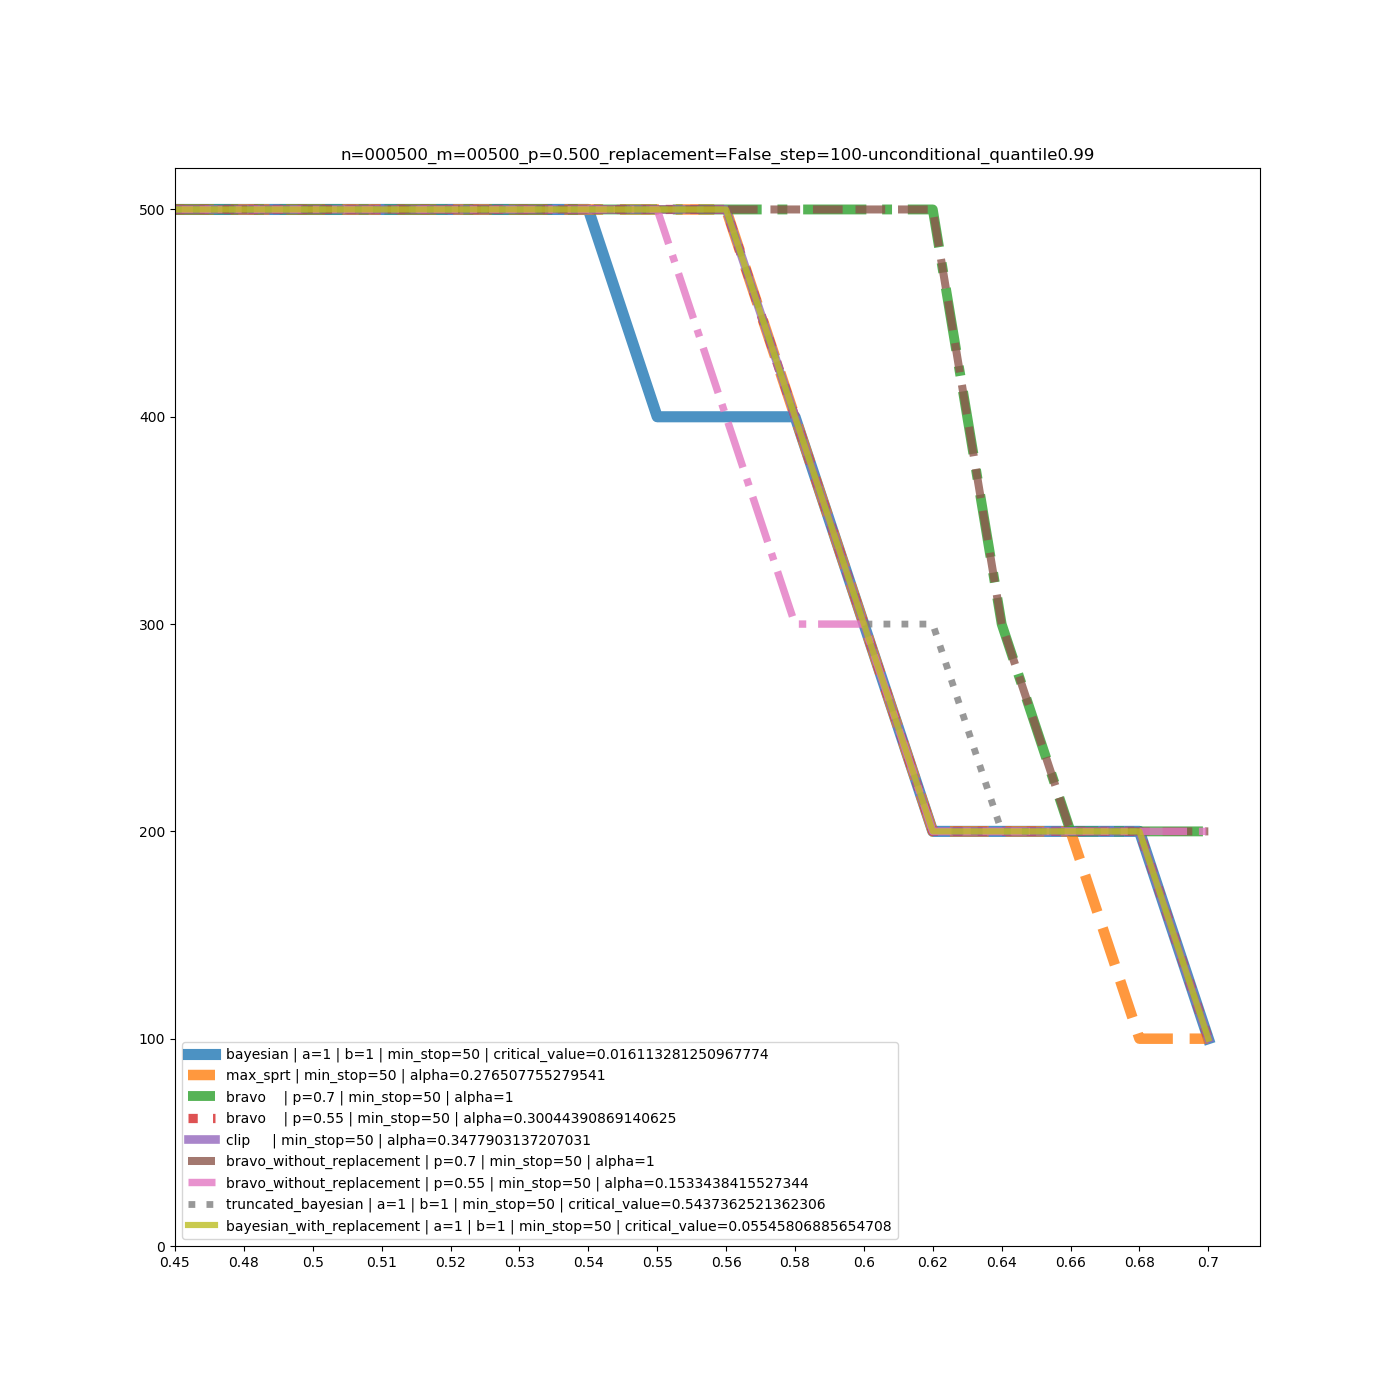 n=000500_m=00500_p=0.500_replacement=False_step=100-unconditional_quantile0.99
500
400
300
200
100
0
bayesian | a=1 | b=1 | min_stop=50 | critical_value=0.016113281250967774
max_sprt | min_stop=50 | alpha=0.276507755279541
bravo | p=0.7 | min_stop=50 | alpha=1
bravo | p=0.55 | min_stop=50 | alpha=0.30044390869140625
clip | min_stop=50 | alpha=0.3477903137207031
bravo_without_replacement | p=0.7 | min_stop=50 | alpha=1
bravo_without_replacement | p=0.55 | min_stop=50 | alpha=0.1533438415527344
truncated_bayesian | a=1 | b=1 | min_stop=50 | critical_value=0.5437362521362306
bayesian_with_replacement | a=1 | b=1 | min_stop=50 | critical_value=0.05545806885654708
0.45 0.48 0.5 0.51 0.52 0.53 0.54 0.55 0.56 0.58 0.6 0.62 0.64 0.66 0.68 0.7